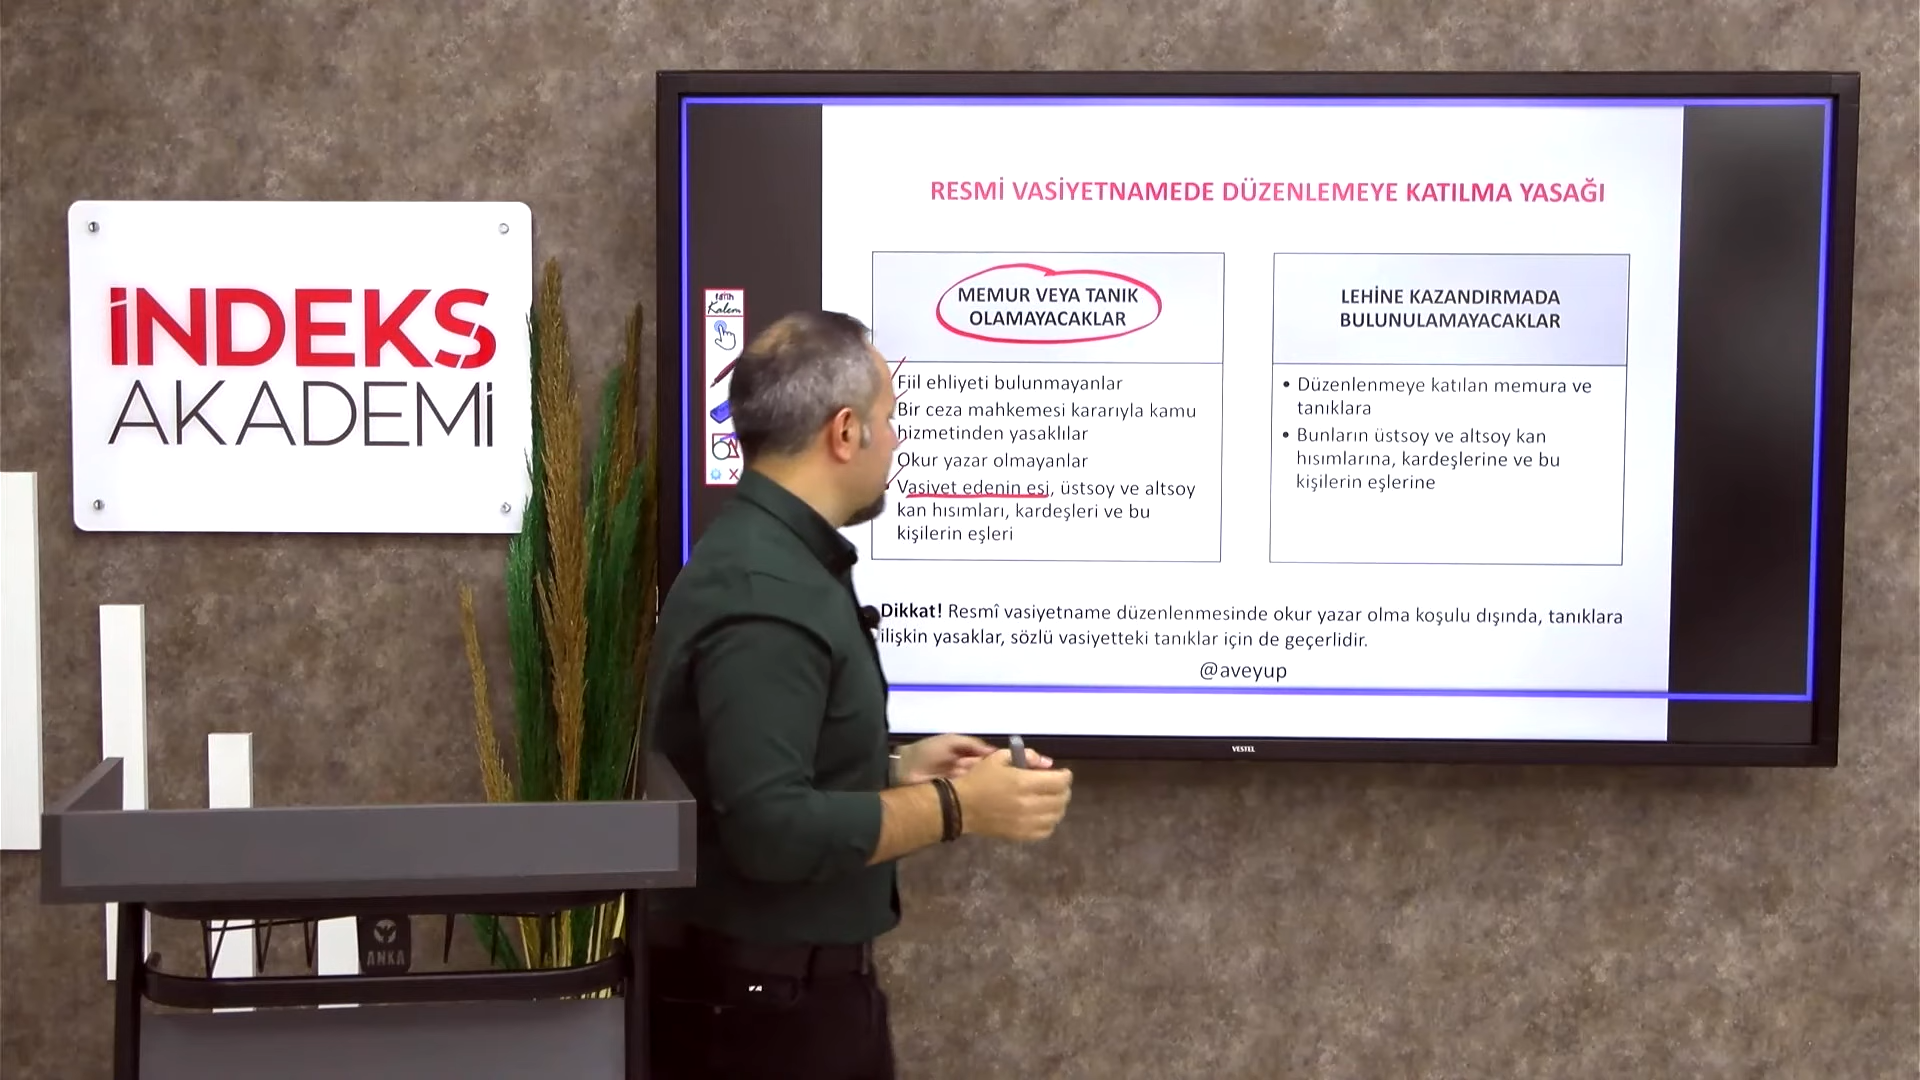 İNDEKS
AKADEMİ
RESMİ VASİYETNAMEDE DÜZENLEMEYE KATILMA YASAĞI
MEMUR VEYA TANIK
OLAMAYACAKLAR
Fiil ehliyeti bulunmayanlar
Bir ceza mahkemesi kararıyla kamu
hizmetinden yasaklılar
Okur yazar olmayanlar
Vasiyet edenin eşi, üstsoy ve altsoy
kan hısımları, kardeşleri ve bu
kişilerin eşleri
LEHİNE KAZANDIRMADA
BULUNULAMAYACAKLAR
• Düzenlenmeye katılan memura ve
tanıklara
• Bunların üstsoy ve altsoy kan
hısımlarına, kardeşlerine ve bu
kişilerin eşlerine
Dikkat! Resmî vasiyetname düzenlenmesinde okur yazar olma koşulu dışında, tanıklara
ilişkin yasaklar, sözlü vasiyetteki tanıklar için de geçerlidir.
@aveyup
Kalem
VESTEL
ANKA